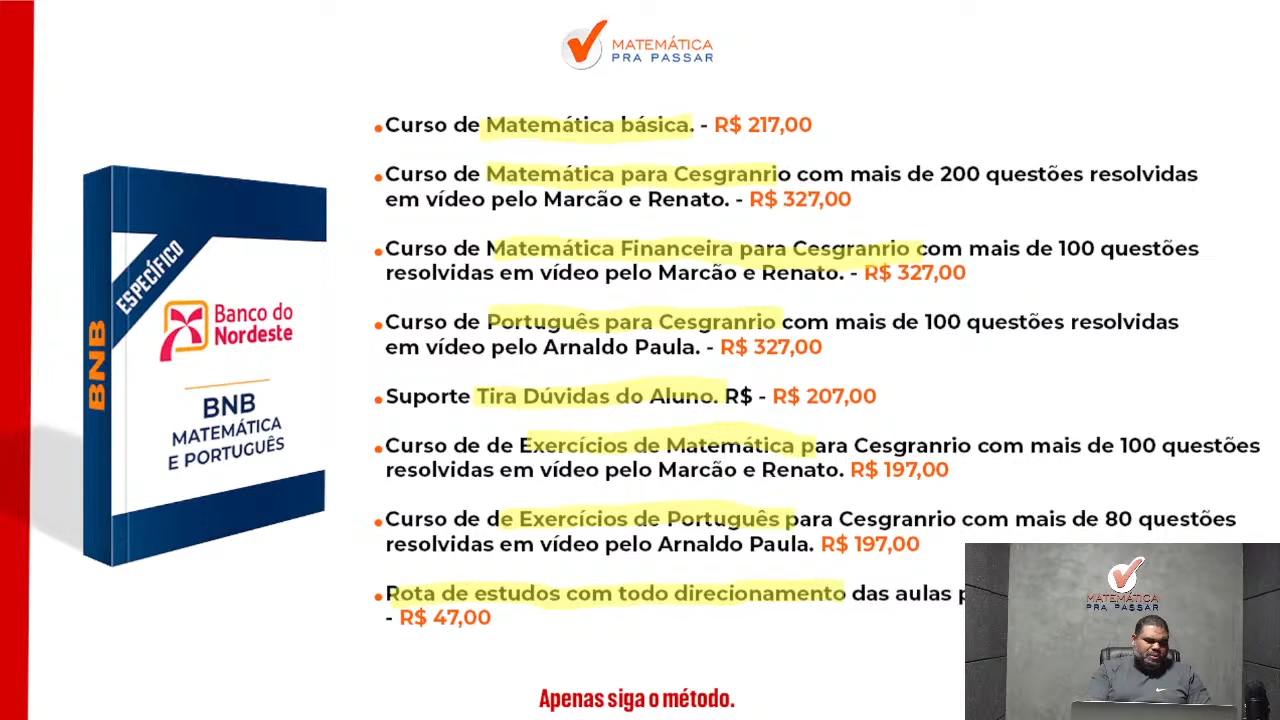 MATEMÁTICA
PRA PASSAR
Curso de Matemática básica. - R$ 217,00
Curso de Matemática para Cesgranrio com mais de 200 questões resolvidas
em vídeo pelo Marcão e Renato. - R$ 327,00
Curso de Matemática Financeira para Cesgranrio com mais de 100 questões
resolvidas em vídeo pelo Marcão e Renato. - R$ 327,00
Curso de Português para Cesgranrio com mais de 100 questões resolvidas
em vídeo pelo Arnaldo Paula. - R$ 327,00
Suporte Tira Dúvidas do Aluno. R$ - R$ 207,00
Curso de de Exercícios de Matemática para Cesgranrio com mais de 100 questões
resolvidas em vídeo pelo Marcão e Renato. R$ 197,00
Curso de de Exercícios de Português para Cesgranrio com mais de 80 questões
resolvidas em vídeo pelo Arnaldo Paula. R$ 197,00
Rota de estudos com todo direcionamento das aulas
- R$ 47,00
ESPECÍFICO
Banco do
Nordeste
BNB
BNB
MATEMÁTICA
E PORTUGUÊS
MATEMÁTICA
PRA PASSAR
Apenas siga o método.